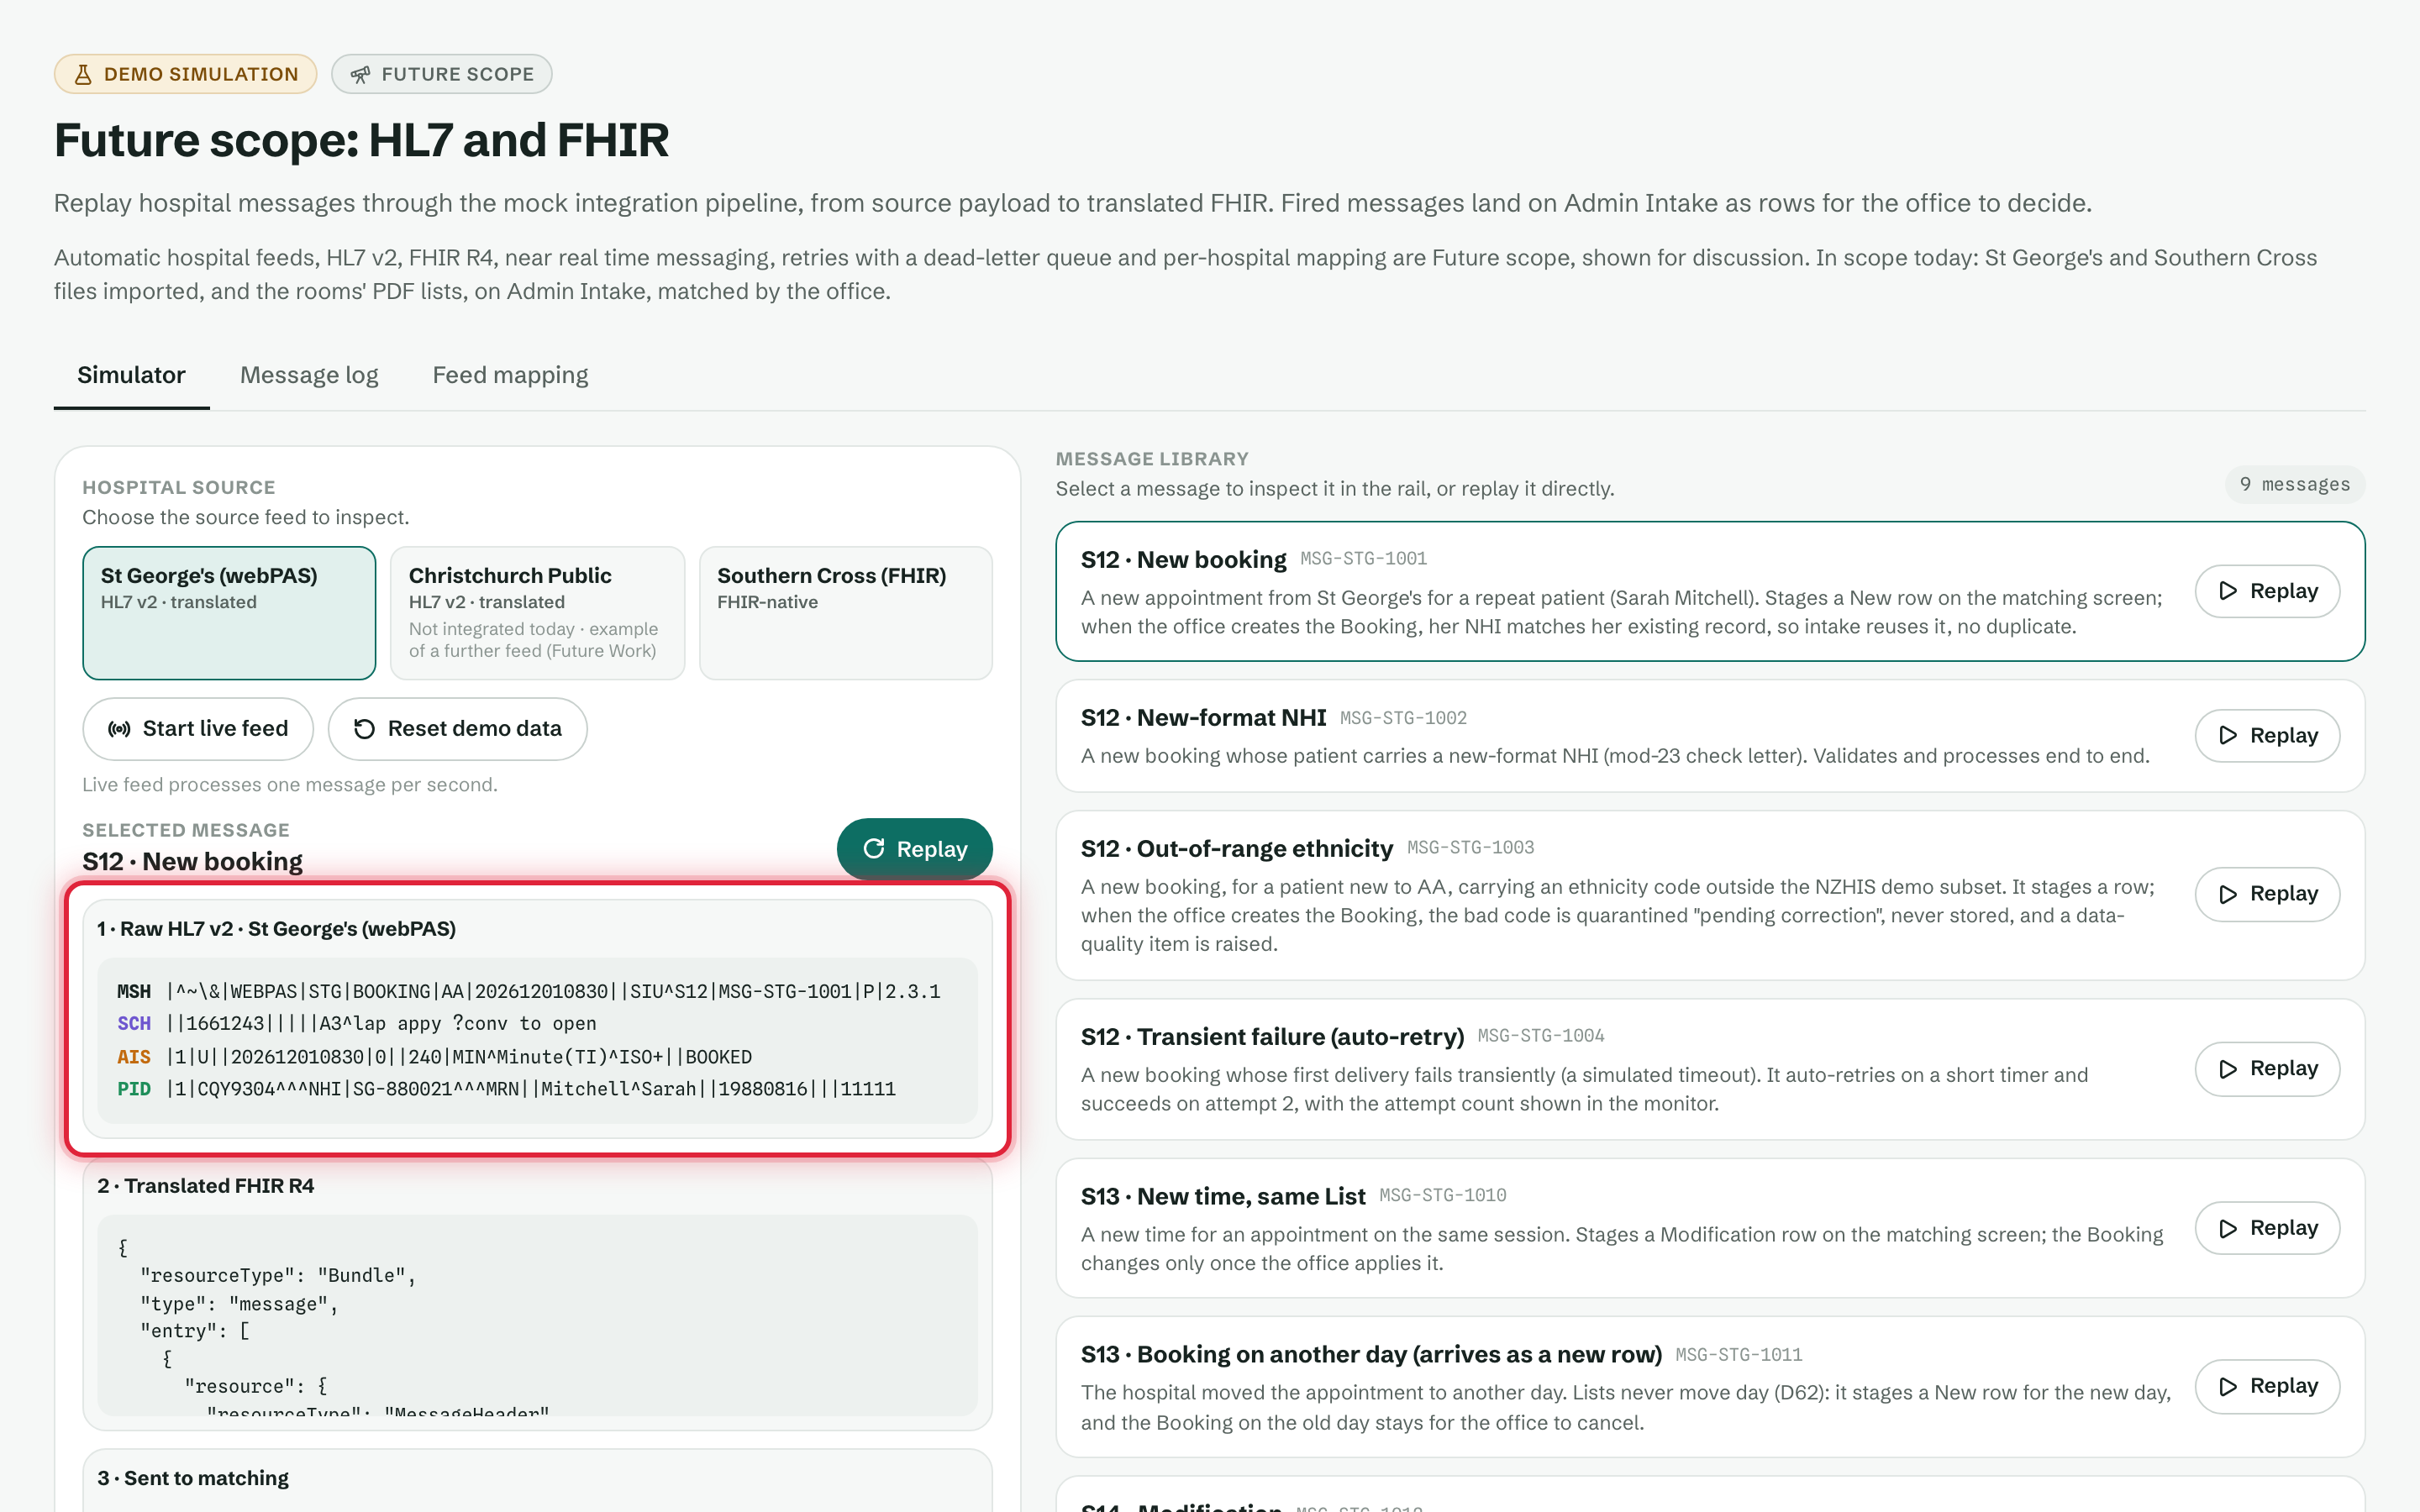 DEMO SIMULATION
FUTURE SCOPE
Future scope: HL7 and FHIR
Replay hospital messages through the mock integration pipeline, from source payload to translated FHIR. Fired messages land on Admin Intake as rows for the office to decide.
Automatic hospital feeds, HL7 v2, FHIR R4, near real time messaging, retries with a dead-letter queue and per-hospital mapping are Future scope, shown for discussion. In scope today: St George's and Southern Cross
files imported, and the rooms' PDF lists, on Admin Intake, matched by the office.
Simulator
Message log
Feed mapping
HOSPITAL SOURCE
Choose the source feed to inspect.
St George's (webPAS)
HL7 v2 · translated
Christchurch Public
HL7 v2 · translated
Not integrated today · example
of a further feed (Future Work)
Southern Cross (FHIR)
FHIR-native
Start live feed
Reset demo data
Live feed processes one message per second.
SELECTED MESSAGE
S12 · New booking
Replay
1 · Raw HL7 v2 · St George's (webPAS)
MSH |^~\&|WEBPAS|STG|BOOKING|AA|202612010830||SIU^S12|MSG-STG-1001|P|2.3.1
SCH ||1661243|||||A3^lap appy ?conv to open
AIS |1|U||202612010830|0||240|MIN^Minute(TI)^ISO+||BOOKED
PID |1|CQY9304^^^NHI|SG-880021^^^MRN||Mitchell^Sarah||19880816|||11111
2 · Translated FHIR R4
{
"resourceType": "Bundle",
"type": "message",
"entry": [
{
"resource": {
"resourceType": "MessageHeader"
3 · Sent to matching
MESSAGE LIBRARY
Select a message to inspect it in the rail, or replay it directly.
9 messages
S12 · New booking MSG-STG-1001
A new appointment from St George's for a repeat patient (Sarah Mitchell). Stages a New row on the matching screen;
when the office creates the Booking, her NHI matches her existing record, so intake reuses it, no duplicate.
Replay
S12 · New-format NHI MSG-STG-1002
A new booking whose patient carries a new-format NHI (mod-23 check letter). Validates and processes end to end.
Replay
S12 · Out-of-range ethnicity MSG-STG-1003
A new booking, for a patient new to AA, carrying an ethnicity code outside the NZHIS demo subset. It stages a row;
when the office creates the Booking, the bad code is quarantined "pending correction", never stored, and a data-
quality item is raised.
Replay
S12 · Transient failure (auto-retry) MSG-STG-1004
A new booking whose first delivery fails transiently (a simulated timeout). It auto-retries on a short timer and
succeeds on attempt 2, with the attempt count shown in the monitor.
Replay
S13 · New time, same List MSG-STG-1010
A new time for an appointment on the same session. Stages a Modification row on the matching screen; the Booking
changes only once the office applies it.
Replay
S13 · Booking on another day (arrives as a new row) MSG-STG-1011
The hospital moved the appointment to another day. Lists never move day (D62): it stages a New row for the new day,
and the Booking on the old day stays for the office to cancel.
Replay
S14 · Modification MSG-STG-1012